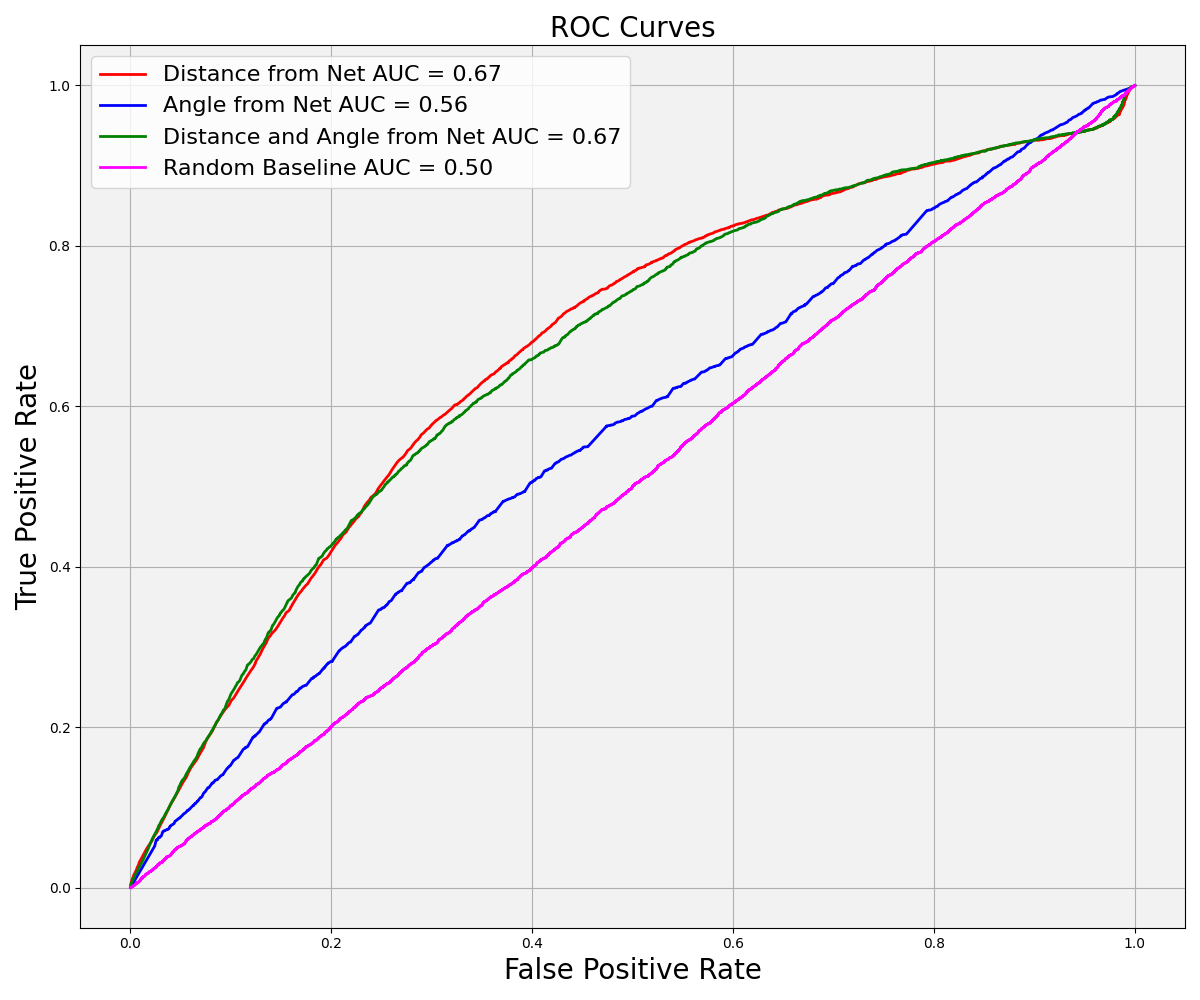 ROC Curves
Distance from Net AUC = 0.67
Angle from Net AUC = 0.56
Distance and Angle from Net AUC = 0.67
Random Baseline AUC = 0.50
True Positive Rate
1.0
0.8
0.6
0.4
0.2
0.0
0.0 0.2 0.4 0.6 0.8 1.0
False Positive Rate